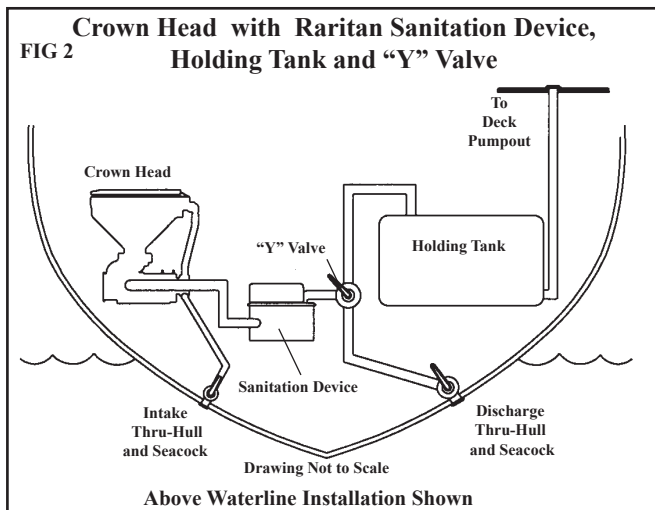 Crown Head with Raritan Sanitation Device,
FIG 2
Holding Tank and “Y” Valve
To
Deck
Pumpout
Crown Head
“Y” Valve
Holding Tank
Sanitation Device
Intake
Thru-Hull
and Seacock
Discharge
Thru-Hull
and Seacock
Drawing Not to Scale
Above Waterline Installation Shown